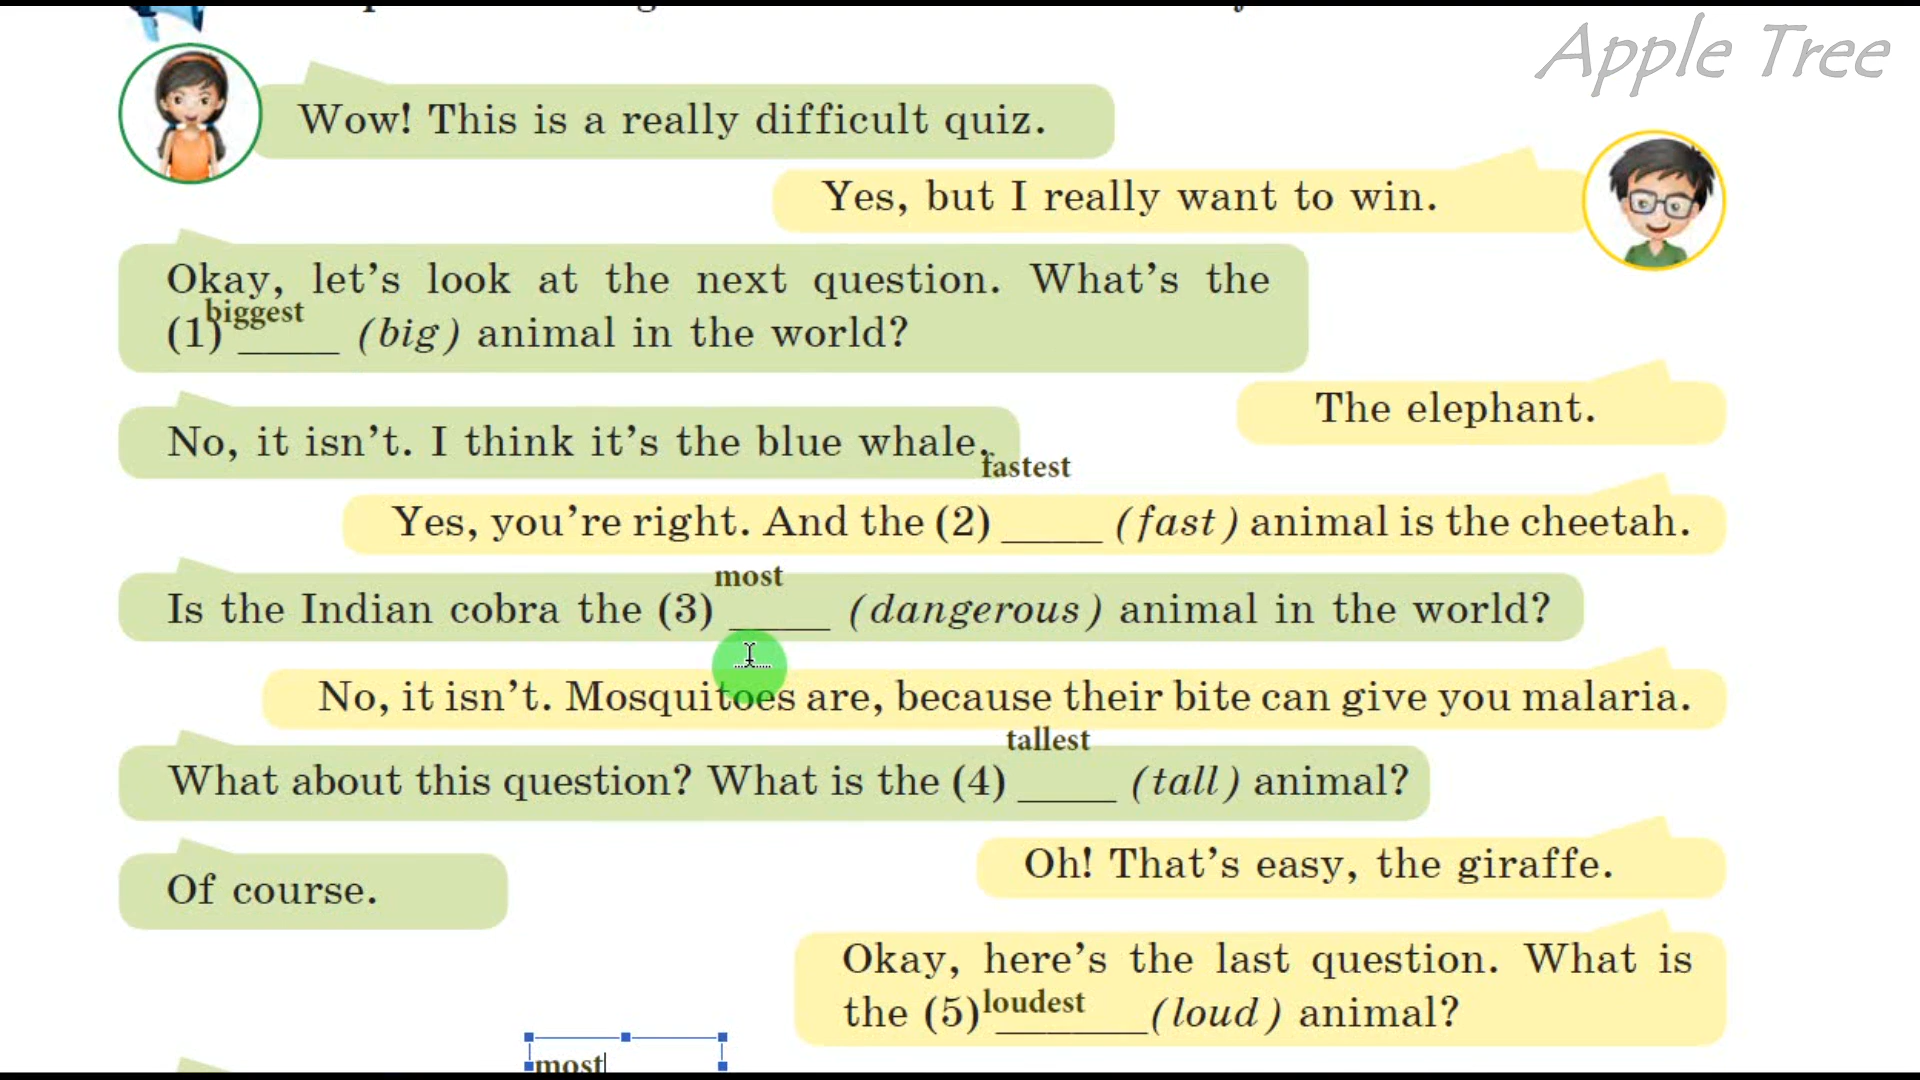 Apple Tree
Wow! This is a really difficult quiz.
Yes, but I really want to win.
Okay, let's look at the next question. What's the
biggest
(1) ____ (big) animal in the world?
The elephant.
No, it isn't. I think it's the blue whale.
fastest
Yes, you're right. And the (2) ____ (fast) animal is the cheetah.
most
Is the Indian cobra the (3) ____ (dangerous) animal in the world?
No, it isn't. Mosquitoes are, because their bite can give you malaria.
tallest
What about this question? What is the (4) ____ (tall) animal?
Oh! That's easy, the giraffe.
Of course.
Okay, here's the last question. What is
loudest
the (5) ______(loud) animal?
most